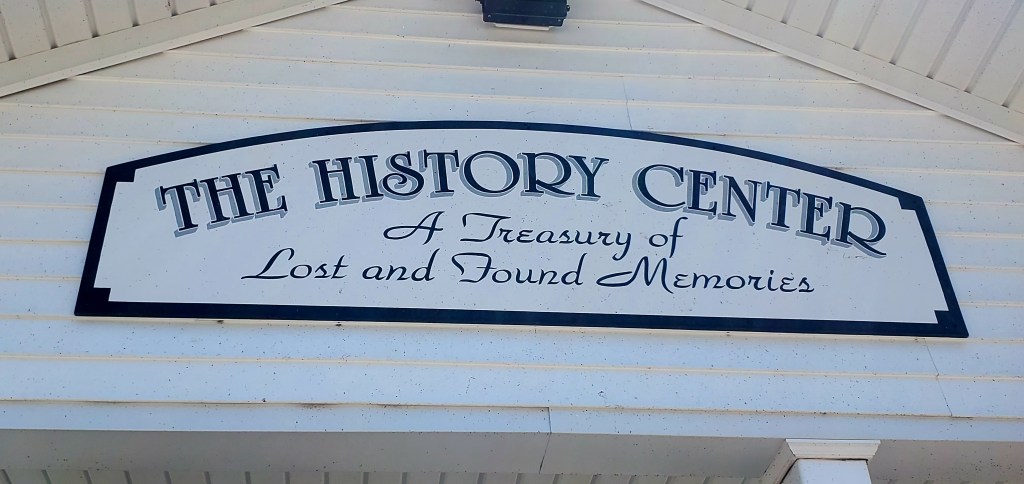 THE HISTORY CENTER
A Treasury of
Lost and Found Memories